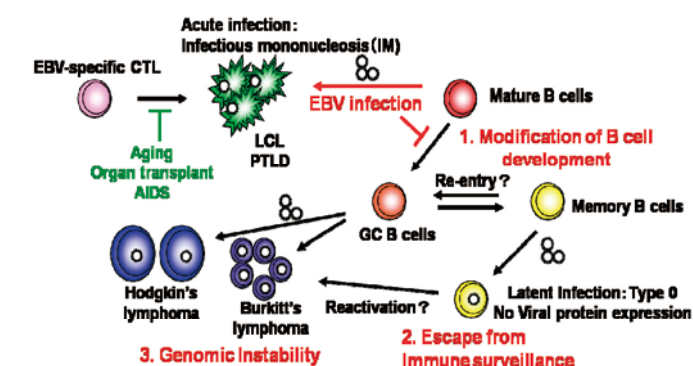 Acute infection:
Infectious mononucleosis(IM)
EBV-specific CTL
EBV infection
Mature B cells
LCL
PTLD
1. Modification of B cell
development
Aging
Organ transplant
AIDS
Re-entry?
Memory B cells
GC B cells
Hodgkin's
lymphoma
Burkitt's
lymphoma
Reactivation?
Latent Infection: Type 0
No Viral protein expression
2. Escape from
Immune surveillance
3. Genomic Instability